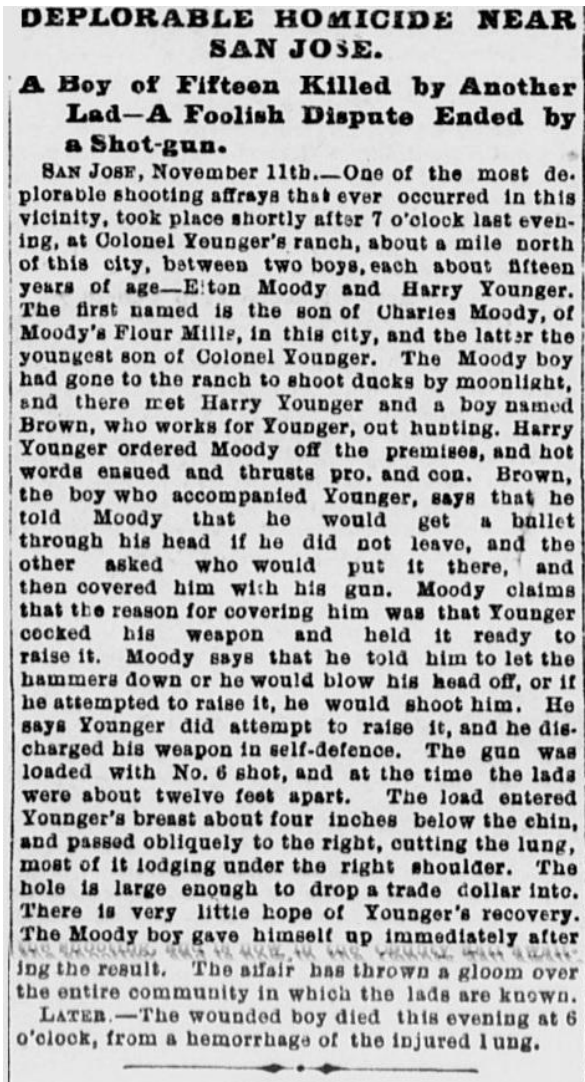 DEPLORABLE HOMICIDE NEAR
SAN JOSE.
A Boy of Fifteen Killed by Another
Lad—A Foolish Dispute Ended by
a Shot-gun.
SAN JOSE, November 11th.—One of the most de-
plorable shooting affrays that ever occurred in this
vicinity, took place shortly after 7 o'clock last even-
ing, at Colonel Younger's ranch, about a mile north
of this city, between two boys, each about fifteen
years of age—Elton Moody and Harry Younger.
The first named is the son of Charles Moody, of
Moody's Flour Mills, in this city, and the latter the
youngest son of Colonel Younger. The Moody boy
had gone to the ranch to shoot ducks by moonlight,
and there met Harry Younger and a boy named
Brown, who works for Younger, out hunting. Harry
Younger ordered Moody off the premises, and hot
words ensued and thrusts pro. and con. Brown,
the boy who accompanied Younger, says that he
told Moody that he would get a bullet
through his head if he did not leave, and the
other asked who would put it there, and
then covered him with his gun. Moody claims
that the reason for covering him was that Younger
cocked his weapon and held it ready to
raise it. Moody says that he told him to let the
hammers down or he would blow his head off, or if
he attempted to raise it, he would shoot him. He
says Younger did attempt to raise it, and he dis-
charged his weapon in self-defence. The gun was
loaded with No. 6 shot, and at the time the lads
were about twelve feet apart. The load entered
Younger's breast about four inches below the chin,
and passed obliquely to the right, cutting the lung,
most of it lodging under the right shoulder. The
hole is large enough to drop a trade dollar into.
There is very little hope of Younger's recovery.
The Moody boy gave himself up immediately after
ing the result. The affair has thrown a gloom over
the entire community in which the lads are known.
LATER.—The wounded boy died this evening at 6
o'clock, from a hemorrhage of the injured lung.